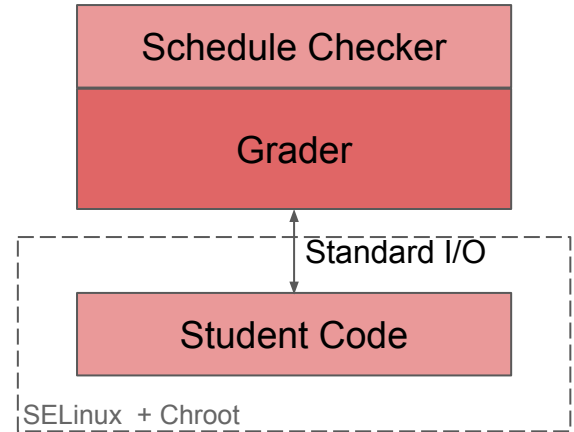 Schedule Checker
Grader
Standard I/O
Student Code
SELinux + Chroot